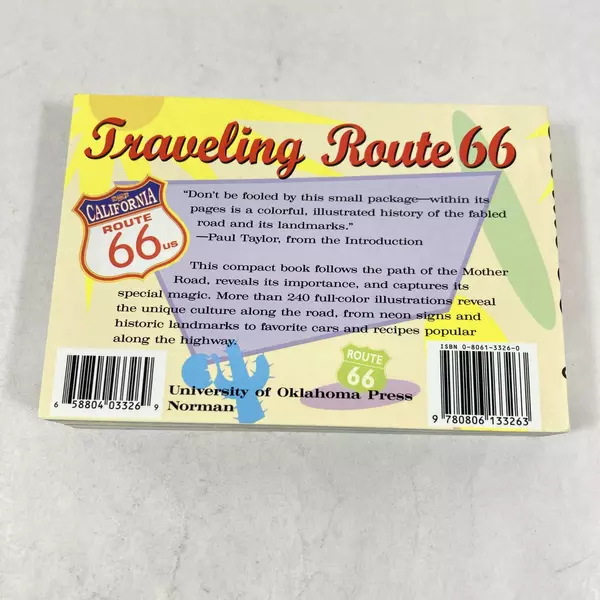 Traveling Route 66
CALIFORNIA
ROUTE
66 US
"Don't be fooled by this small package—within its
pages is a colorful, illustrated history of the fabled
road and its landmarks."
—Paul Taylor, from the Introduction
This compact book follows the path of the Mother
Road, reveals its importance, and captures its
special magic. More than 240 full-color illustrations reveal
the unique culture along the road, from neon signs and
historic landmarks to favorite cars and recipes popular
along the highway.
ROUTE
66
University of Oklahoma Press
Norman
6 58804 03326 9
ISBN 0-8061-3326-0
9 780806 133263